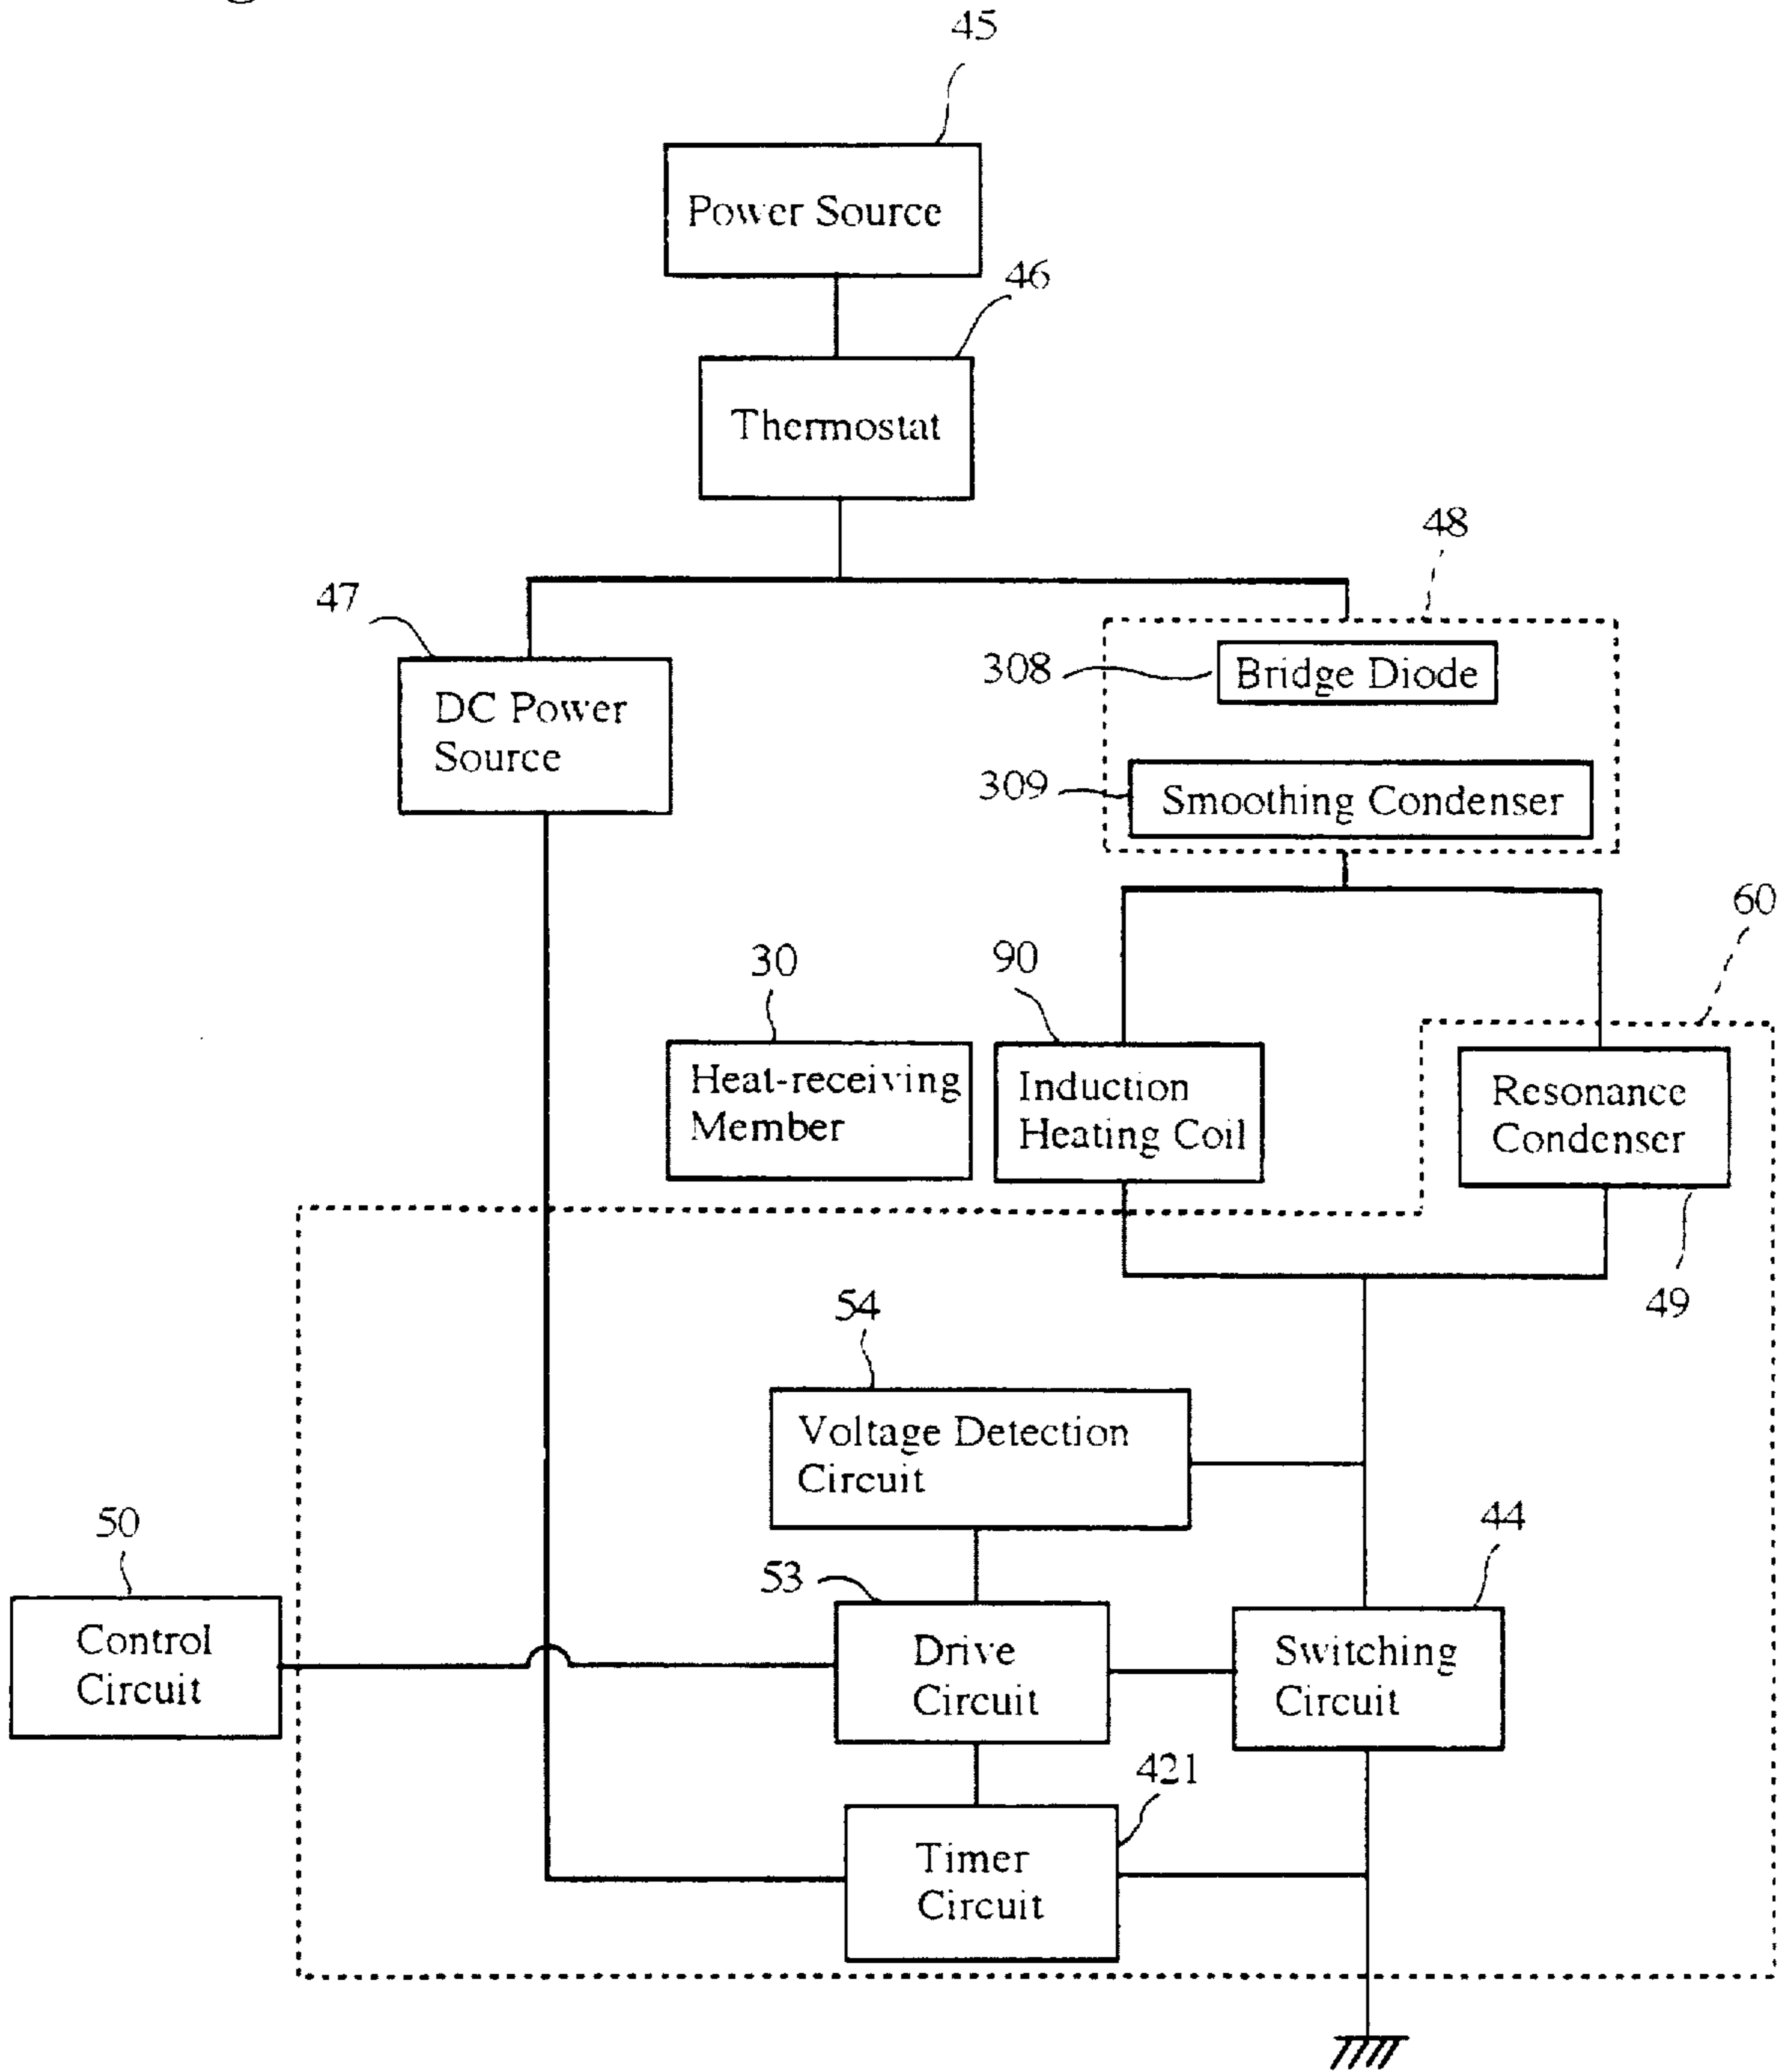 45
Power Source
46
Thermostat
48
47
308
Bridge Diode
DC Power
Source
309
Smoothing Condenser
60
30
90
Heat-receiving
Member
Induction
Heating Coil
Resonance
Condenser
49
54
Voltage Detection
Circuit
50
44
53
Control
Circuit
Drive
Circuit
Switching
Circuit
421
Timer
Circuit